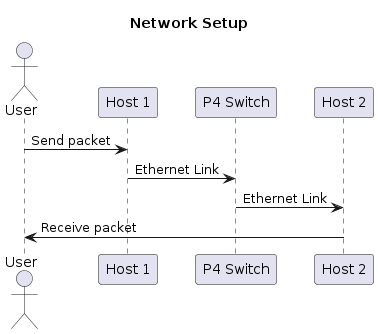 Network Setup
User
Host 1
P4 Switch
Host 2
Send packet
Ethernet Link
Ethernet Link
Receive packet
User
Host 1
P4 Switch
Host 2